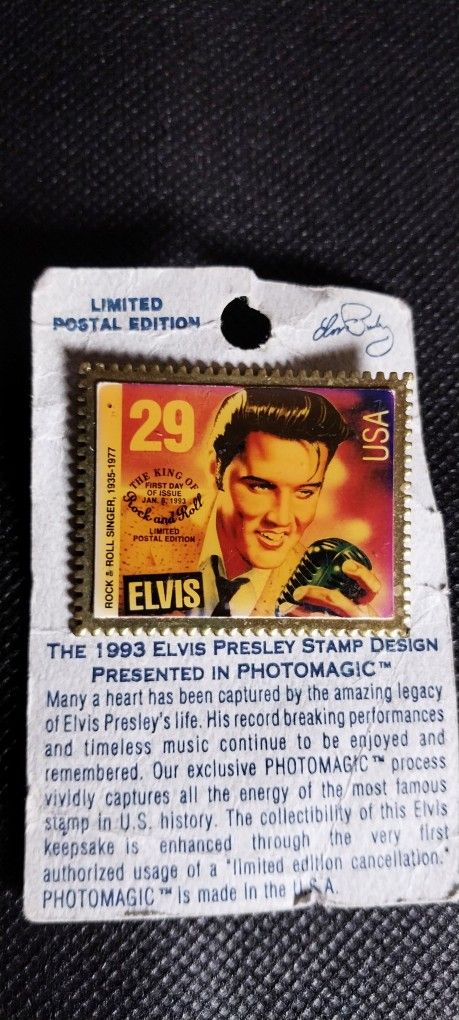 LIMITED
POSTAL EDITION
Elvis Presley
29
USA
ROCK & ROLL SINGER, 1935-1977
THE KING OF
FIRST DAY
OF ISSUE
JAN. 8, 1993
Rock and Roll
LIMITED
POSTAL EDITION
ELVIS
THE 1993 ELVIS PRESLEY STAMP DESIGN
PRESENTED IN PHOTOMAGIC™
Many a heart has been captured by the amazing legacy
of Elvis Presley's life. His record breaking performances
and timeless music continue to be enjoyed and
remembered. Our exclusive PHOTOMAGIC™ process
vividly captures all the energy of the most famous
stamp in U.S. history. The collectibility of this Elvis
keepsake is enhanced through the very first
authorized usage of a "limited edition cancellation."
PHOTOMAGIC™ is made in the U.S.A.